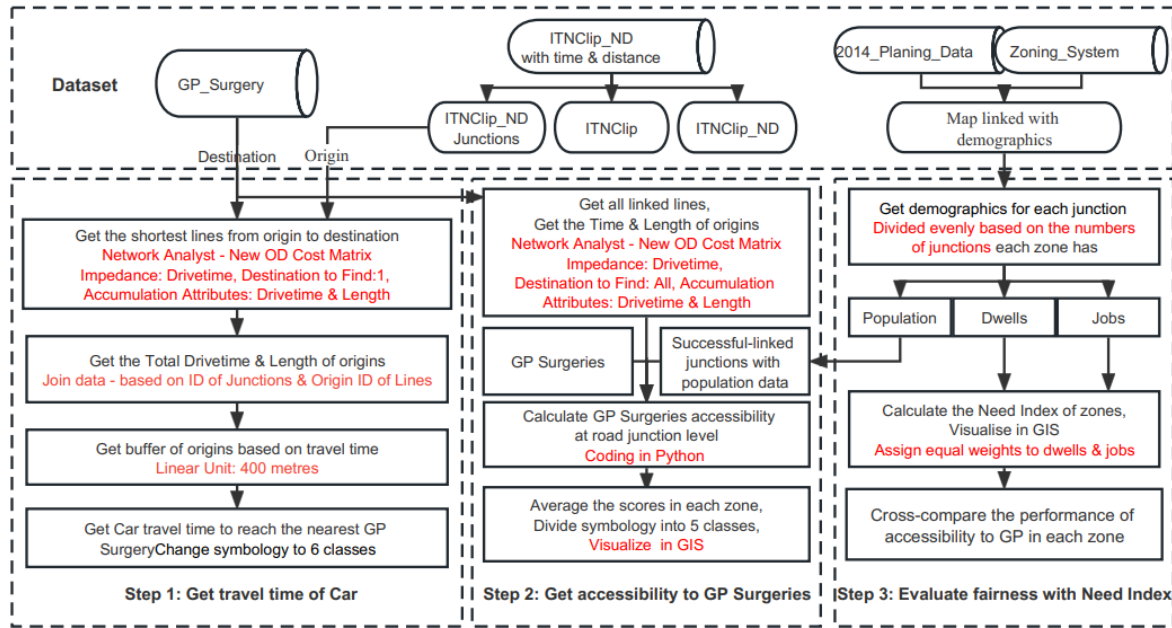 Dataset
GP_Surgery
ITNClip_ND
with time & distance
ITNClip_ND
Junctions
ITNClip
ITNClip_ND
2014_Planing_Data
Zoning_System
Map linked with
demographics
Destination
Origin
Get the shortest lines from origin to destination
Network Analyst - New OD Cost Matrix
Impedance: Drivetime, Destination to Find:1,
Accumulation Attributes: Drivetime & Length
Get the Total Drivetime & Length of origins
Join data - based on ID of Junctions & Origin ID of Lines
Get buffer of origins based on travel time
Linear Unit: 400 metres
Get Car travel time to reach the nearest GP
SurgeryChange symology to 6 classes
Step 1: Get travel time of Car
Get all linked lines,
Get the Time & Length of origins
Network Analyst - New OD Cost Matrix
Impedance: Drivetime,
Destination to Find: All, Accumulation
Attributes: Drivetime & Length
GP Surgeries
Successful-linked
junctions with
population data
Calculate GP Surgeries accessibility
at road junction level
Coding in Python
Average the scores in each zone,
Divide symbology into 5 classes,
Visualize in GIS
Step 2: Get accessibility to GP Surgeries
Get demographics for each junction
Divided evenly based on the numbers
of junctions each zone has
Population
Dwells
Jobs
Calculate the Need Index of zones,
Visualise in GIS
Assign equal weights to dwells & jobs
Cross-compare the performance of
accessibility to GP in each zone
Step 3: Evaluate fairness with Need Index